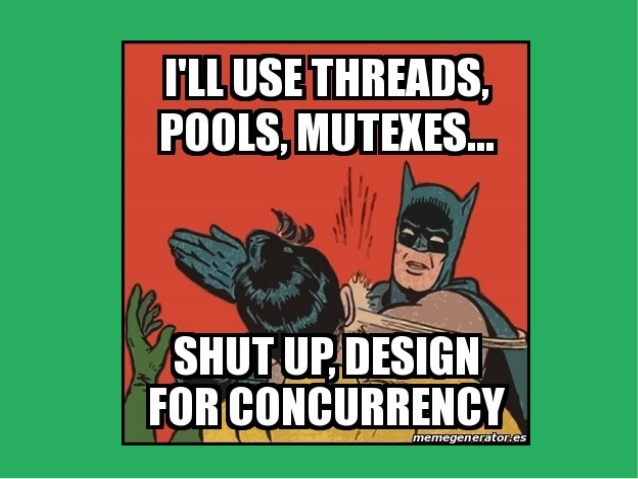 I'LL USE THREADS,
POOLS, MUTEXES...
SHUT UP, DESIGN
FOR CONCURRENCY
memegenerator.es